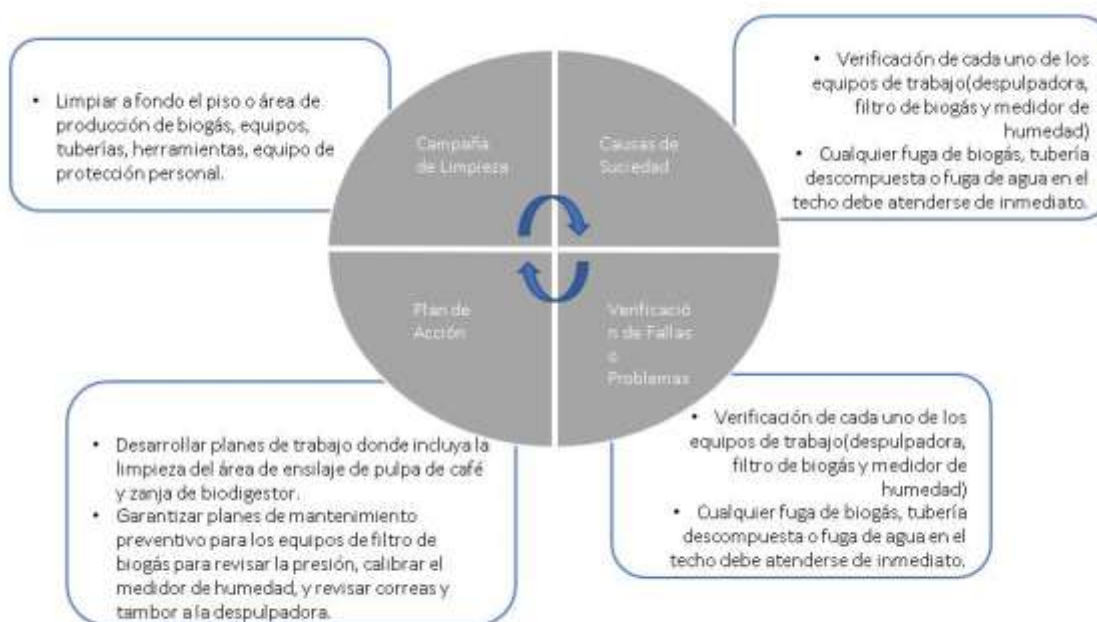 • Limpiar a fondo el piso o área de
producción de biogás, equipos,
tuberías, herramientas, equipo de
protección personal.
Campaña
de Limpieza
Causas de
Suciedad
• Verificación de cada uno de los
equipos de trabajo(despulpadora,
filtro de biogás y medidor de
humedad)
• Cualquier fuga de biogás, tubería
descompuesta o fuga de agua en el
techo debe atenderse de inmediato.
Plan de
Acción
Verificació
n de Fallas
o
Problemas
• Desarrollar planes de trabajo donde incluya la
limpieza del área de ensilaje de pulpa de café
y zanja de biodigestor.
• Garantizar planes de mantenimiento
preventivo para los equipos de filtro de
biogás para revisar la presión, calibrar el
medidor de humedad, y revisar correas y
tambor a la despulpadora.
• Verificación de cada uno de los
equipos de trabajo(despulpadora,
filtro de biogás y medidor de
humedad)
• Cualquier fuga de biogás, tubería
descompuesta o fuga de agua en el
techo debe atenderse de inmediato.